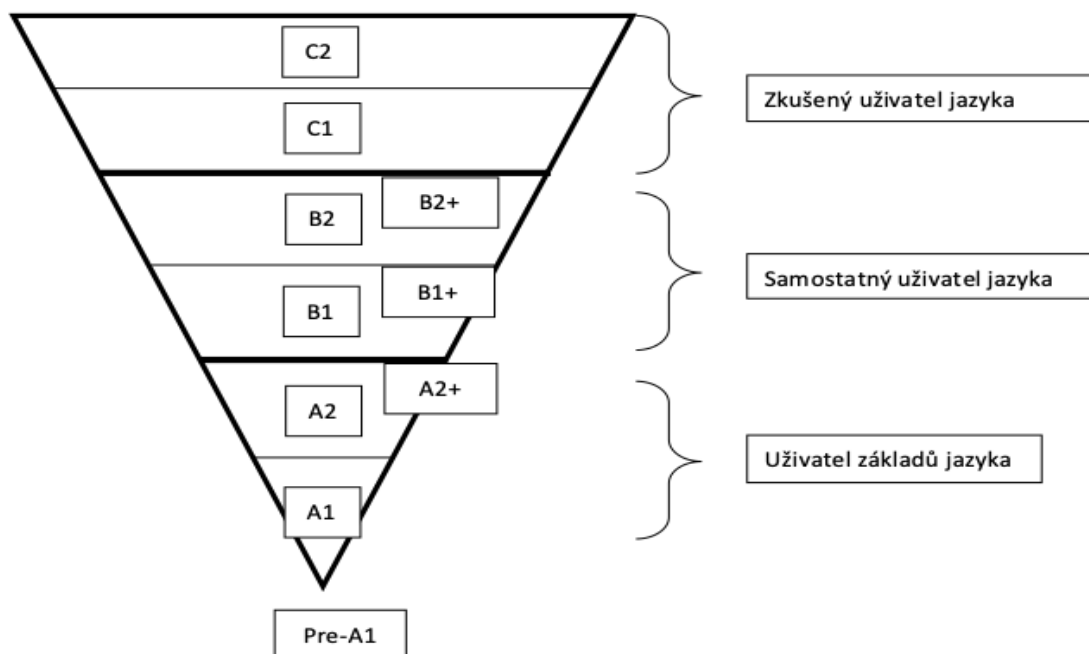 C2
Zkušený uživatel jazyka
C1
B2+
B2
Samostatný uživatel jazyka
B1+
B1
A2+
A2
Uživatel základů jazyka
A1
Pre-A1